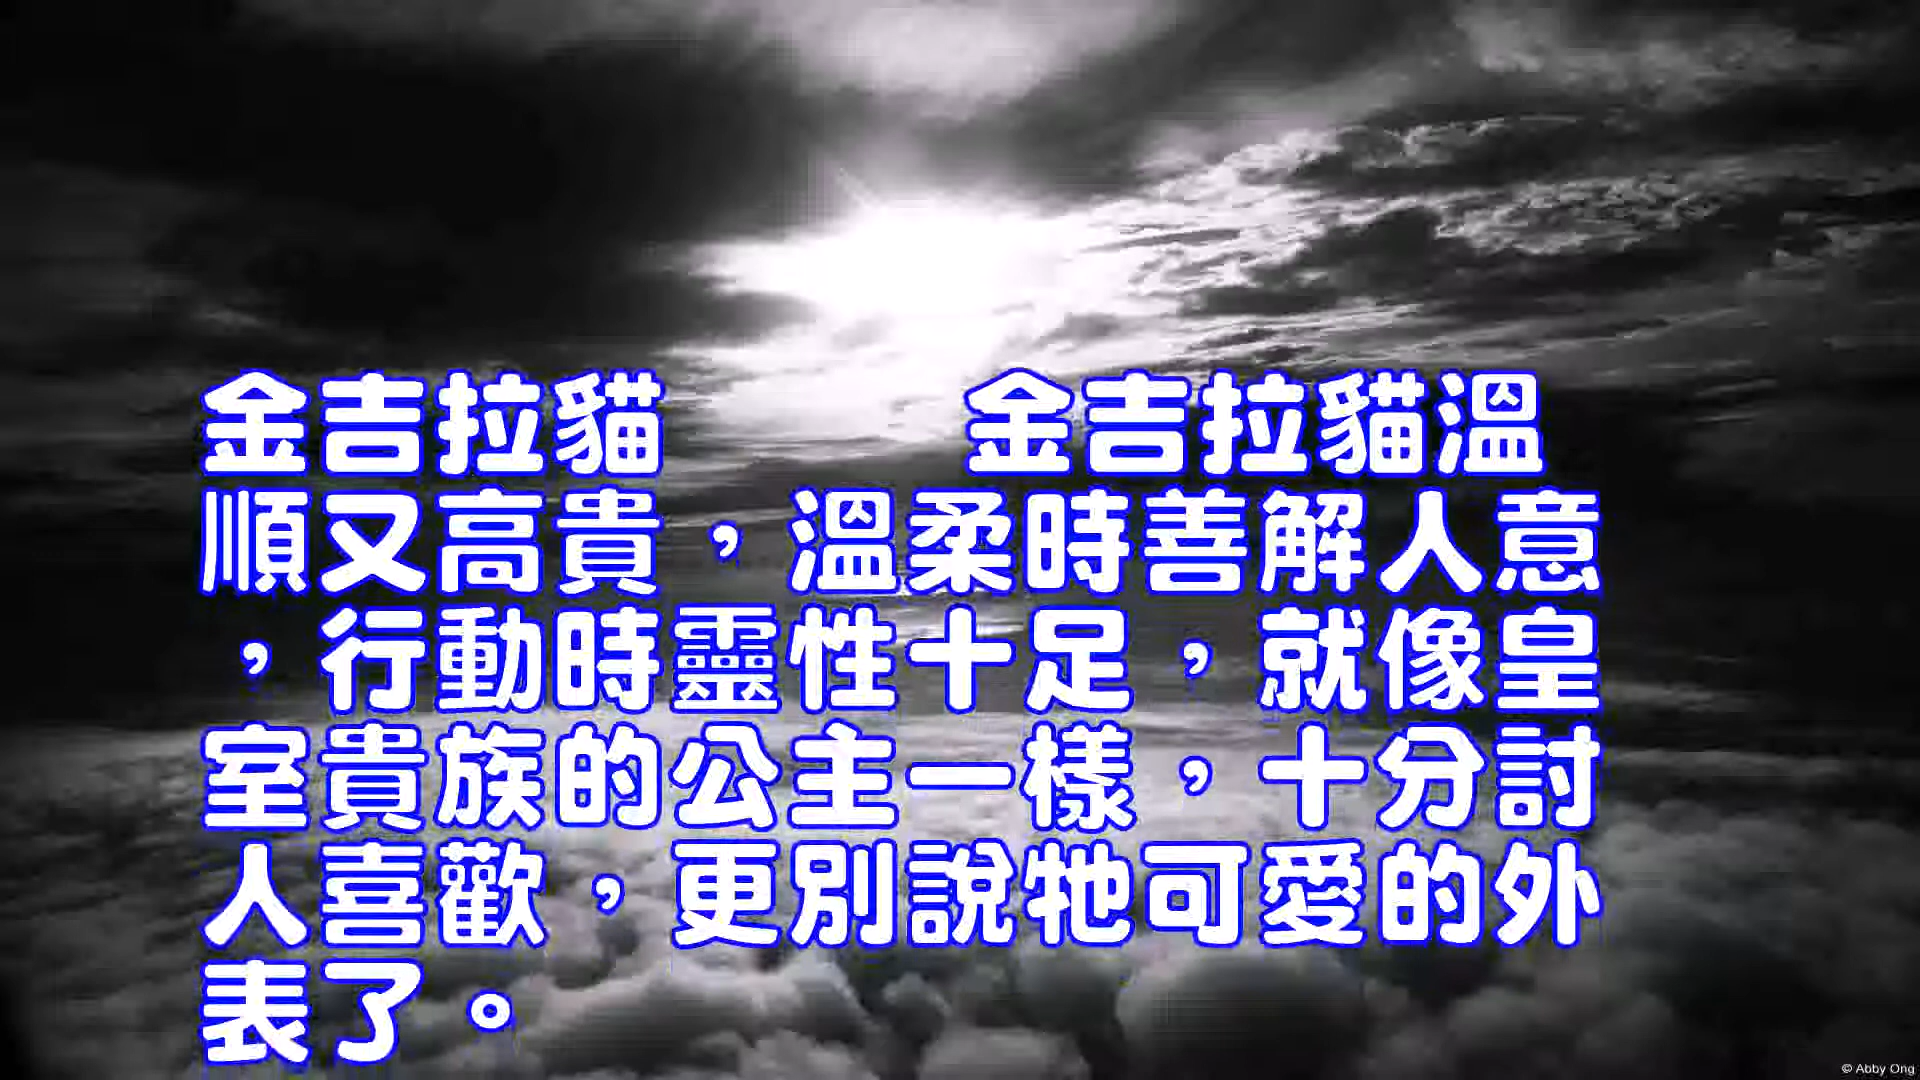 金吉拉貓　　金吉拉貓溫
順又高貴，溫柔時善解人意
，行動時靈性十足，就像皇
室貴族的公主一樣，十分討
人喜歡，更別說牠可愛的外
表了。
© Abby Ong